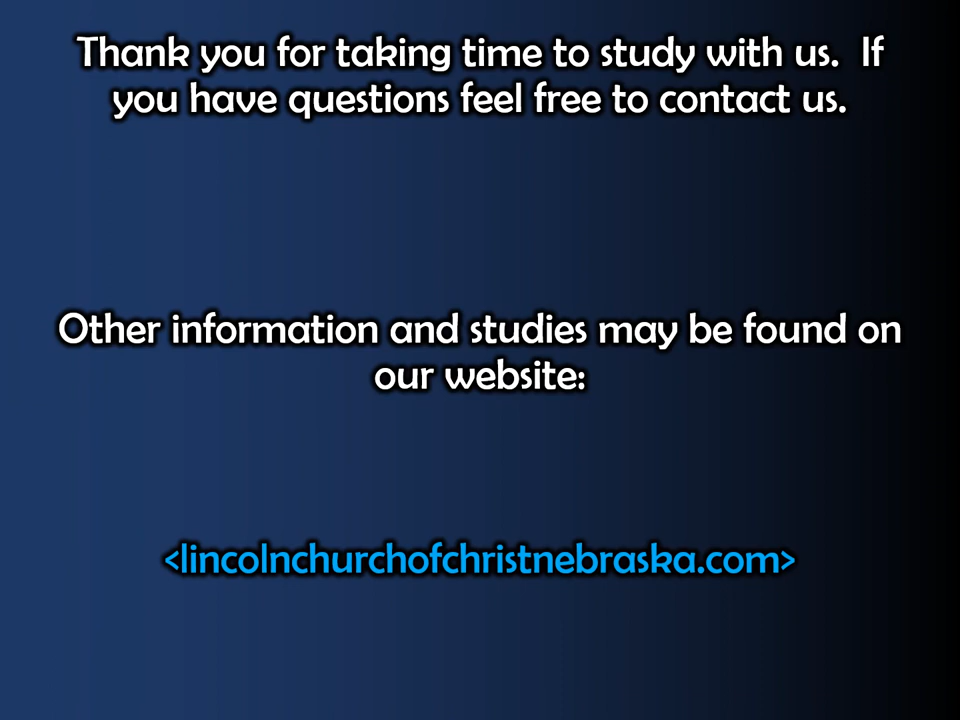 Thank you for taking time to study with us.  If
you have questions feel free to contact us.
Other information and studies may be found on
our website:
<lincolnchurchofchristnebraska.com>